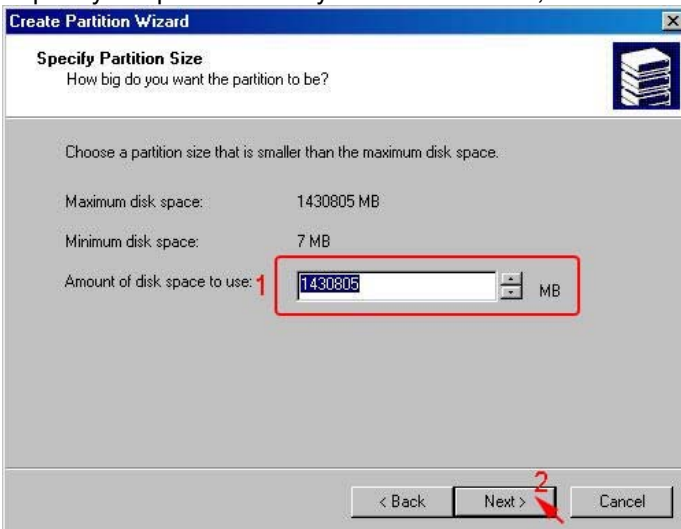 Create Partition Wizard
Specify Partition Size
How big do you want the partition to be?
Choose a partition size that is smaller than the maximum disk space.
Maximum disk space: 1430805 MB
Minimum disk space: 7 MB
Amount of disk space to use: 1 1430805 MB
2
< Back Next > Cancel